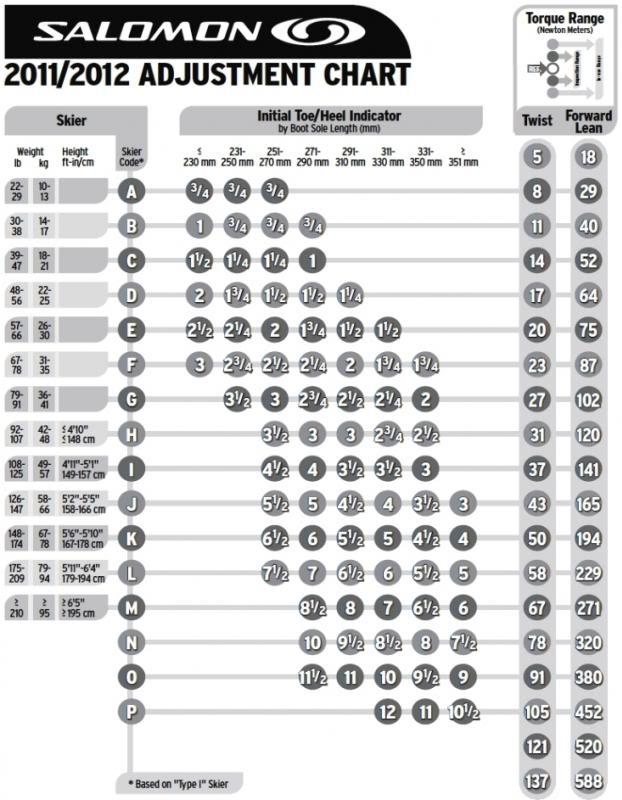 SALOMON
2011/2012 ADJUSTMENT CHART
Torque Range
(Newton Meters)
Inspection Range
In-use Range
Skier
Initial Toe/Heel Indicator
by Boot Sole Length (mm)
Twist Forward Lean
Weight Height Skier
lb kg ft-in/cm Code*
≤ 230 mm 231-250 mm 251-270 mm 271-290 mm 291-310 mm 311-330 mm 331-350 mm ≥ 351 mm
5 18
22-29 10-13 A 3/4 3/4 3/4 8 29
30-38 14-17 B 1 3/4 3/4 3/4 11 40
39-47 18-21 C 1 1/2 1 1/4 1 1/4 1 14 52
48-56 22-25 D 2 1 3/4 1 1/2 1 1/2 1 1/4 17 64
57-66 26-30 E 2 1/2 2 1/4 2 1 3/4 1 1/2 1 1/2 20 75
67-78 31-35 F 3 2 3/4 2 1/2 2 1/4 2 1 3/4 1 3/4 23 87
79-91 36-41 G 3 1/2 3 2 3/4 2 1/2 2 1/4 2 27 102
92-107 42-48 ≤ 4'10" ≤ 148 cm H 3 1/2 3 3 2 3/4 2 1/2 31 120
108-125 49-57 4'11"-5'1" 149-157 cm I 4 1/2 4 3 1/2 3 1/2 3 37 141
126-147 58-66 5'2"-5'5" 158-166 cm J 5 1/2 5 4 1/2 4 3 1/2 3 43 165
148-174 67-78 5'6"-5'10" 167-178 cm K 6 1/2 6 5 1/2 5 4 1/2 4 50 194
175-209 79-94 5'11"-6'4" 179-194 cm L 7 1/2 7 6 1/2 6 5 1/2 5 58 229
≥ 210 ≥ 95 ≥ 6'5" ≥ 195 cm M 8 1/2 8 7 6 1/2 6 67 271
N 10 9 1/2 8 1/2 8 7 1/2 78 320
O 11 1/2 11 10 9 1/2 9 91 380
P 12 11 10 1/2 105 452
121 520
* Based on "Type I" Skier
137 588